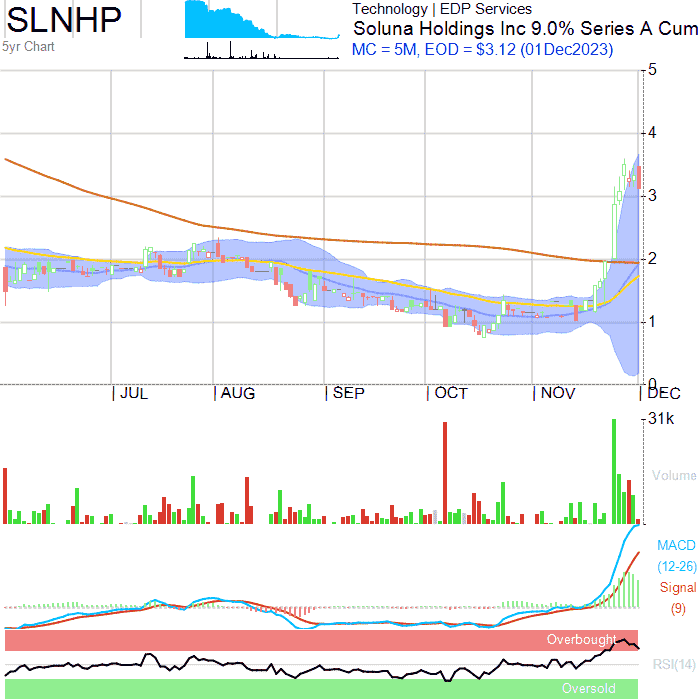 SLNHP
5yr Chart
Technology | EDP Services
Soluna Holdings Inc 9.0% Series A Cum
MC = 5M, EOD = $3.12 (01Dec2023)
5
4
3
2
1
0
JUL AUG SEP OCT NOV DEC
31k
Volume
MACD
(12-26)
Signal
(9)
Overbought
RSI(14)
Oversold